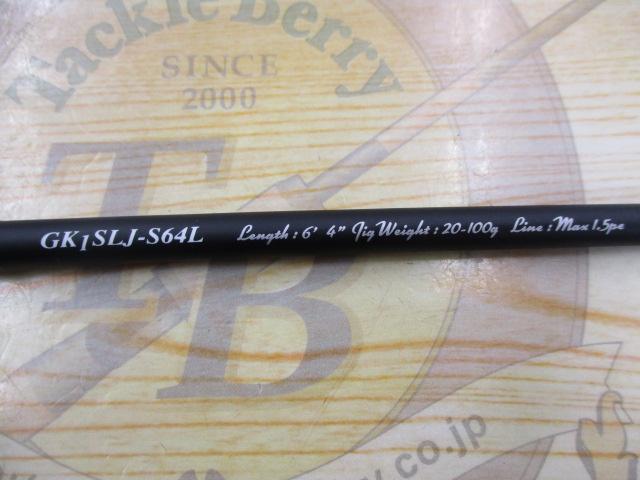 Tackle Berry
SINCE
2000
TB
GK1SLJ-S64L Length : 6' 4" Jig Weight : 20-100g Line : Max 1.5pe
.co.jp